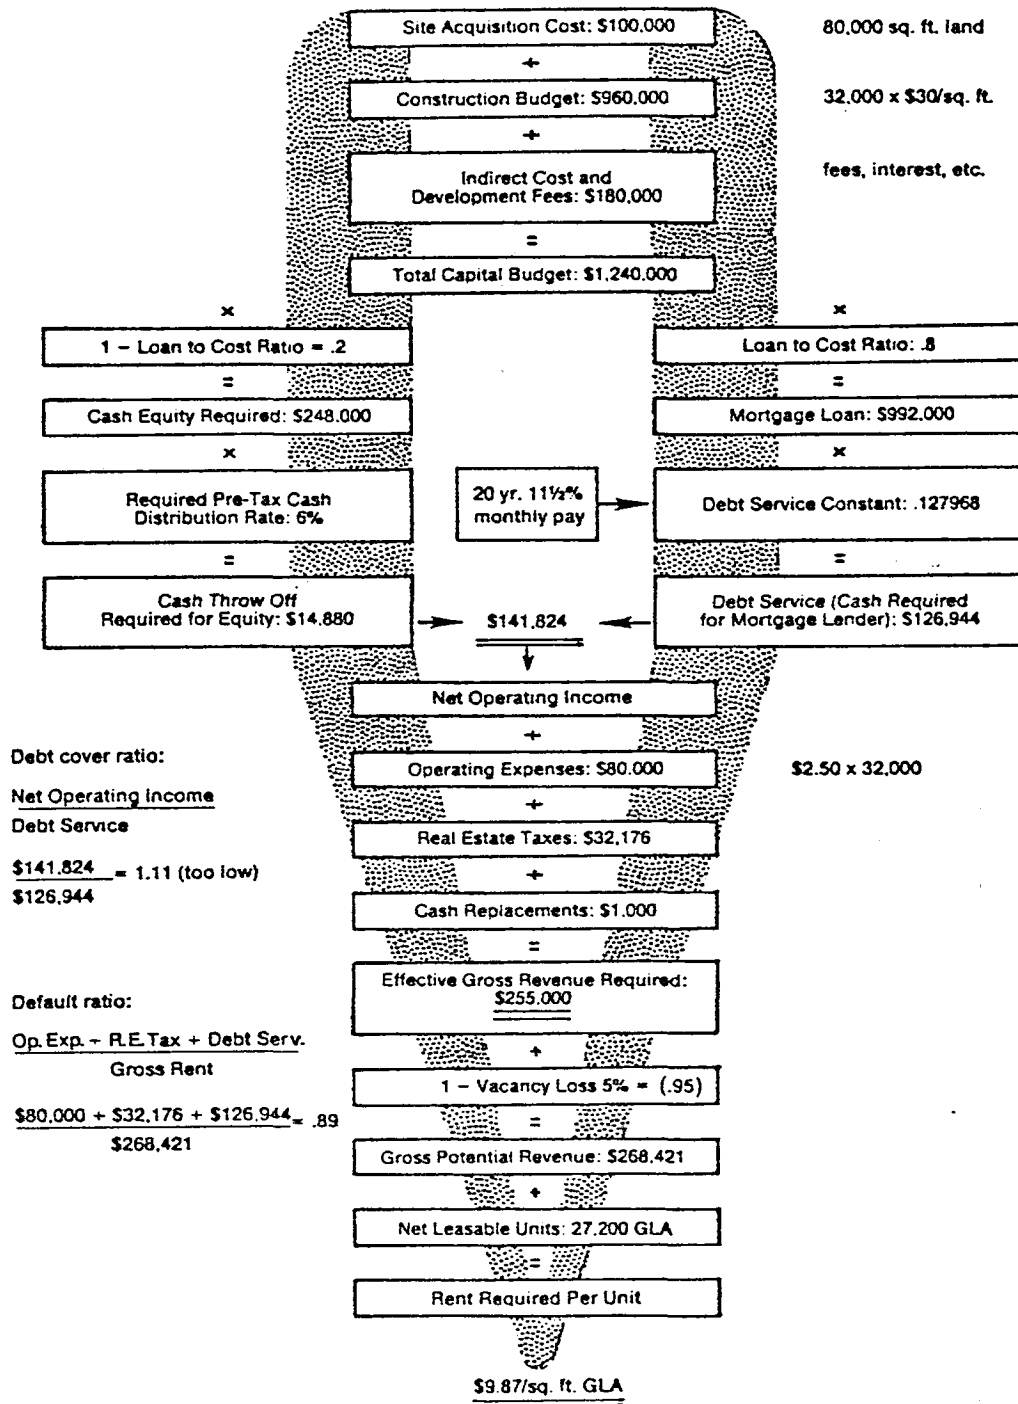 Site Acquisition Cost: $100,000
80,000 sq. ft. land
+
Construction Budget: $960,000
32,000 x $30/sq. ft.
+
Indirect Cost and
Development Fees: $180,000
fees, interest, etc.
=
Total Capital Budget: $1,240,000
×
1 – Loan to Cost Ratio = .2
=
Cash Equity Required: $248,000
×
Required Pre-Tax Cash
Distribution Rate: 6%
=
Cash Throw Off
Required for Equity: $14,880
×
Loan to Cost Ratio: .8
=
Mortgage Loan: $992,000
×
20 yr. 11½%
monthly pay
Debt Service Constant: .127968
=
Debt Service (Cash Required
for Mortgage Lender): $126,944
$141,824
Net Operating Income
+
Operating Expenses: $80,000
$2.50 x 32,000
+
Real Estate Taxes: $32,176
+
Cash Replacements: $1,000
=
Effective Gross Revenue Required:
$255,000
+
1 – Vacancy Loss 5% = (.95)
=
Gross Potential Revenue: $268,421
+
Net Leasable Units: 27,200 GLA
=
Rent Required Per Unit
$9.87/sq. ft. GLA
Debt cover ratio:
Net Operating Income
Debt Service
$141,824 = 1.11 (too low)
$126,944
Default ratio:
Op. Exp. + R.E. Tax + Debt Serv.
Gross Rent
$80,000 + $32,176 + $126,944 = .89
$268,421